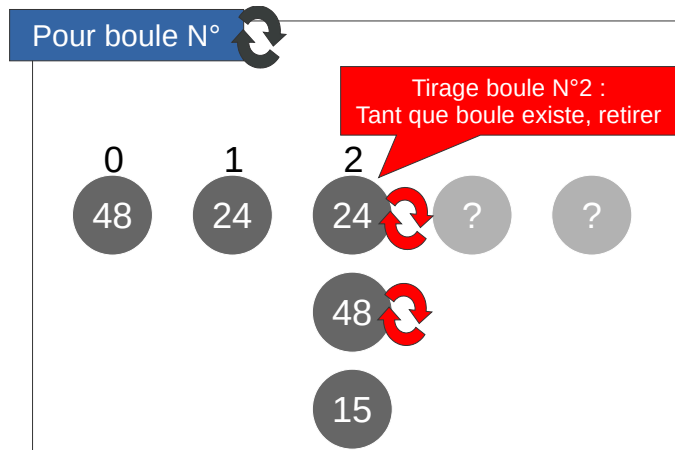 Pour boule N°
Tirage boule N°2 :
Tant que boule existe, retirer
0 1 2
48 24 24 ? ?
48
15